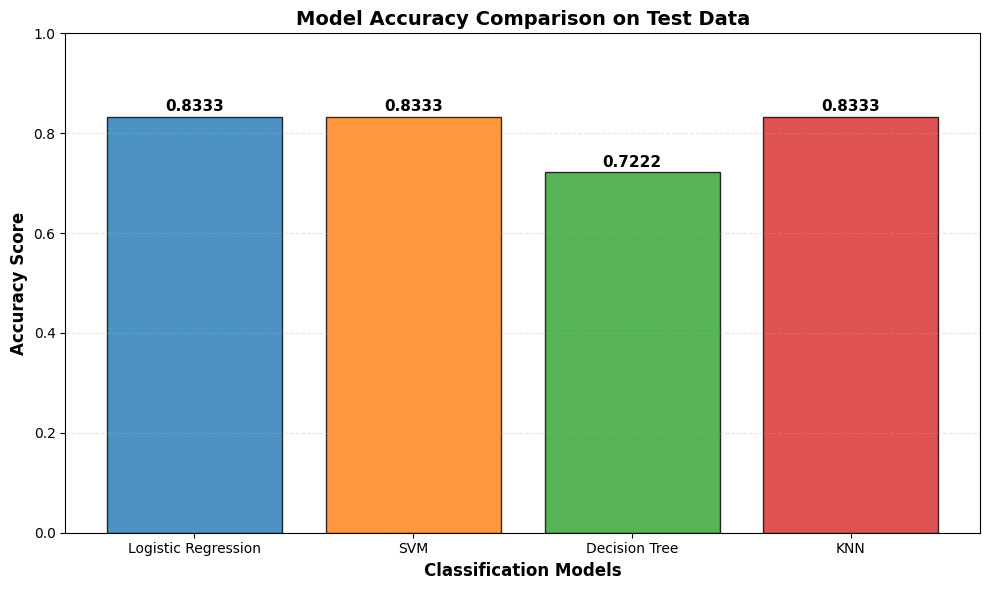 Model Accuracy Comparison on Test Data
1.0
0.8
0.6
0.4
0.2
0.0
Accuracy Score
0.8333
0.8333
0.7222
0.8333
Logistic Regression
SVM
Decision Tree
KNN
Classification Models